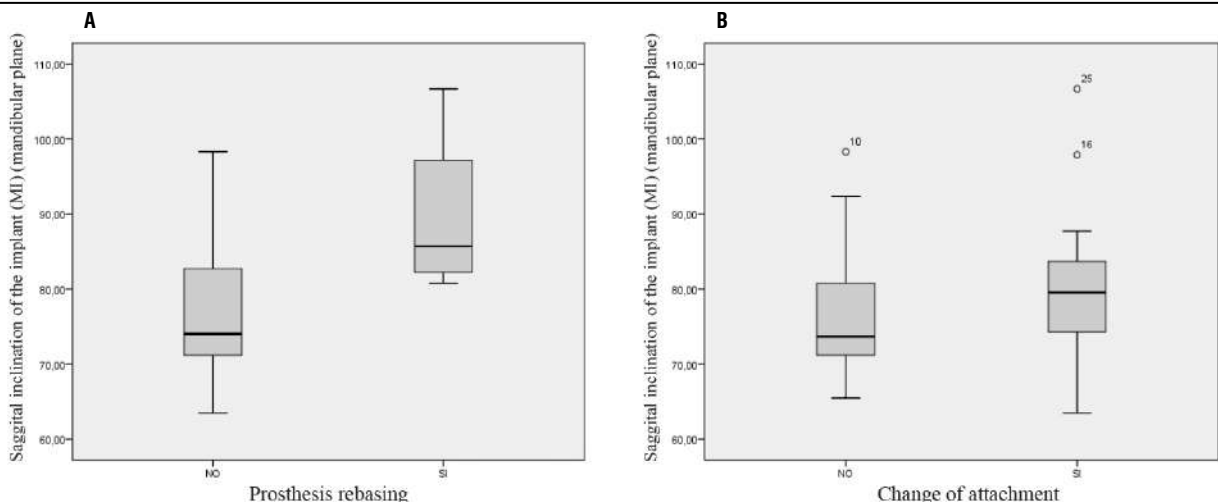 A
Saggital inclination of the implant (MI) (mandibular plane)
110,00
100,00
90,00
80,00
70,00
60,00
NO
SI
Prosthesis rebasing
B
Saggital inclination of the implant (MI) (mandibular plane)
110,00
100,00
90,00
80,00
70,00
60,00
10
25
16
NO
SI
Change of attachment